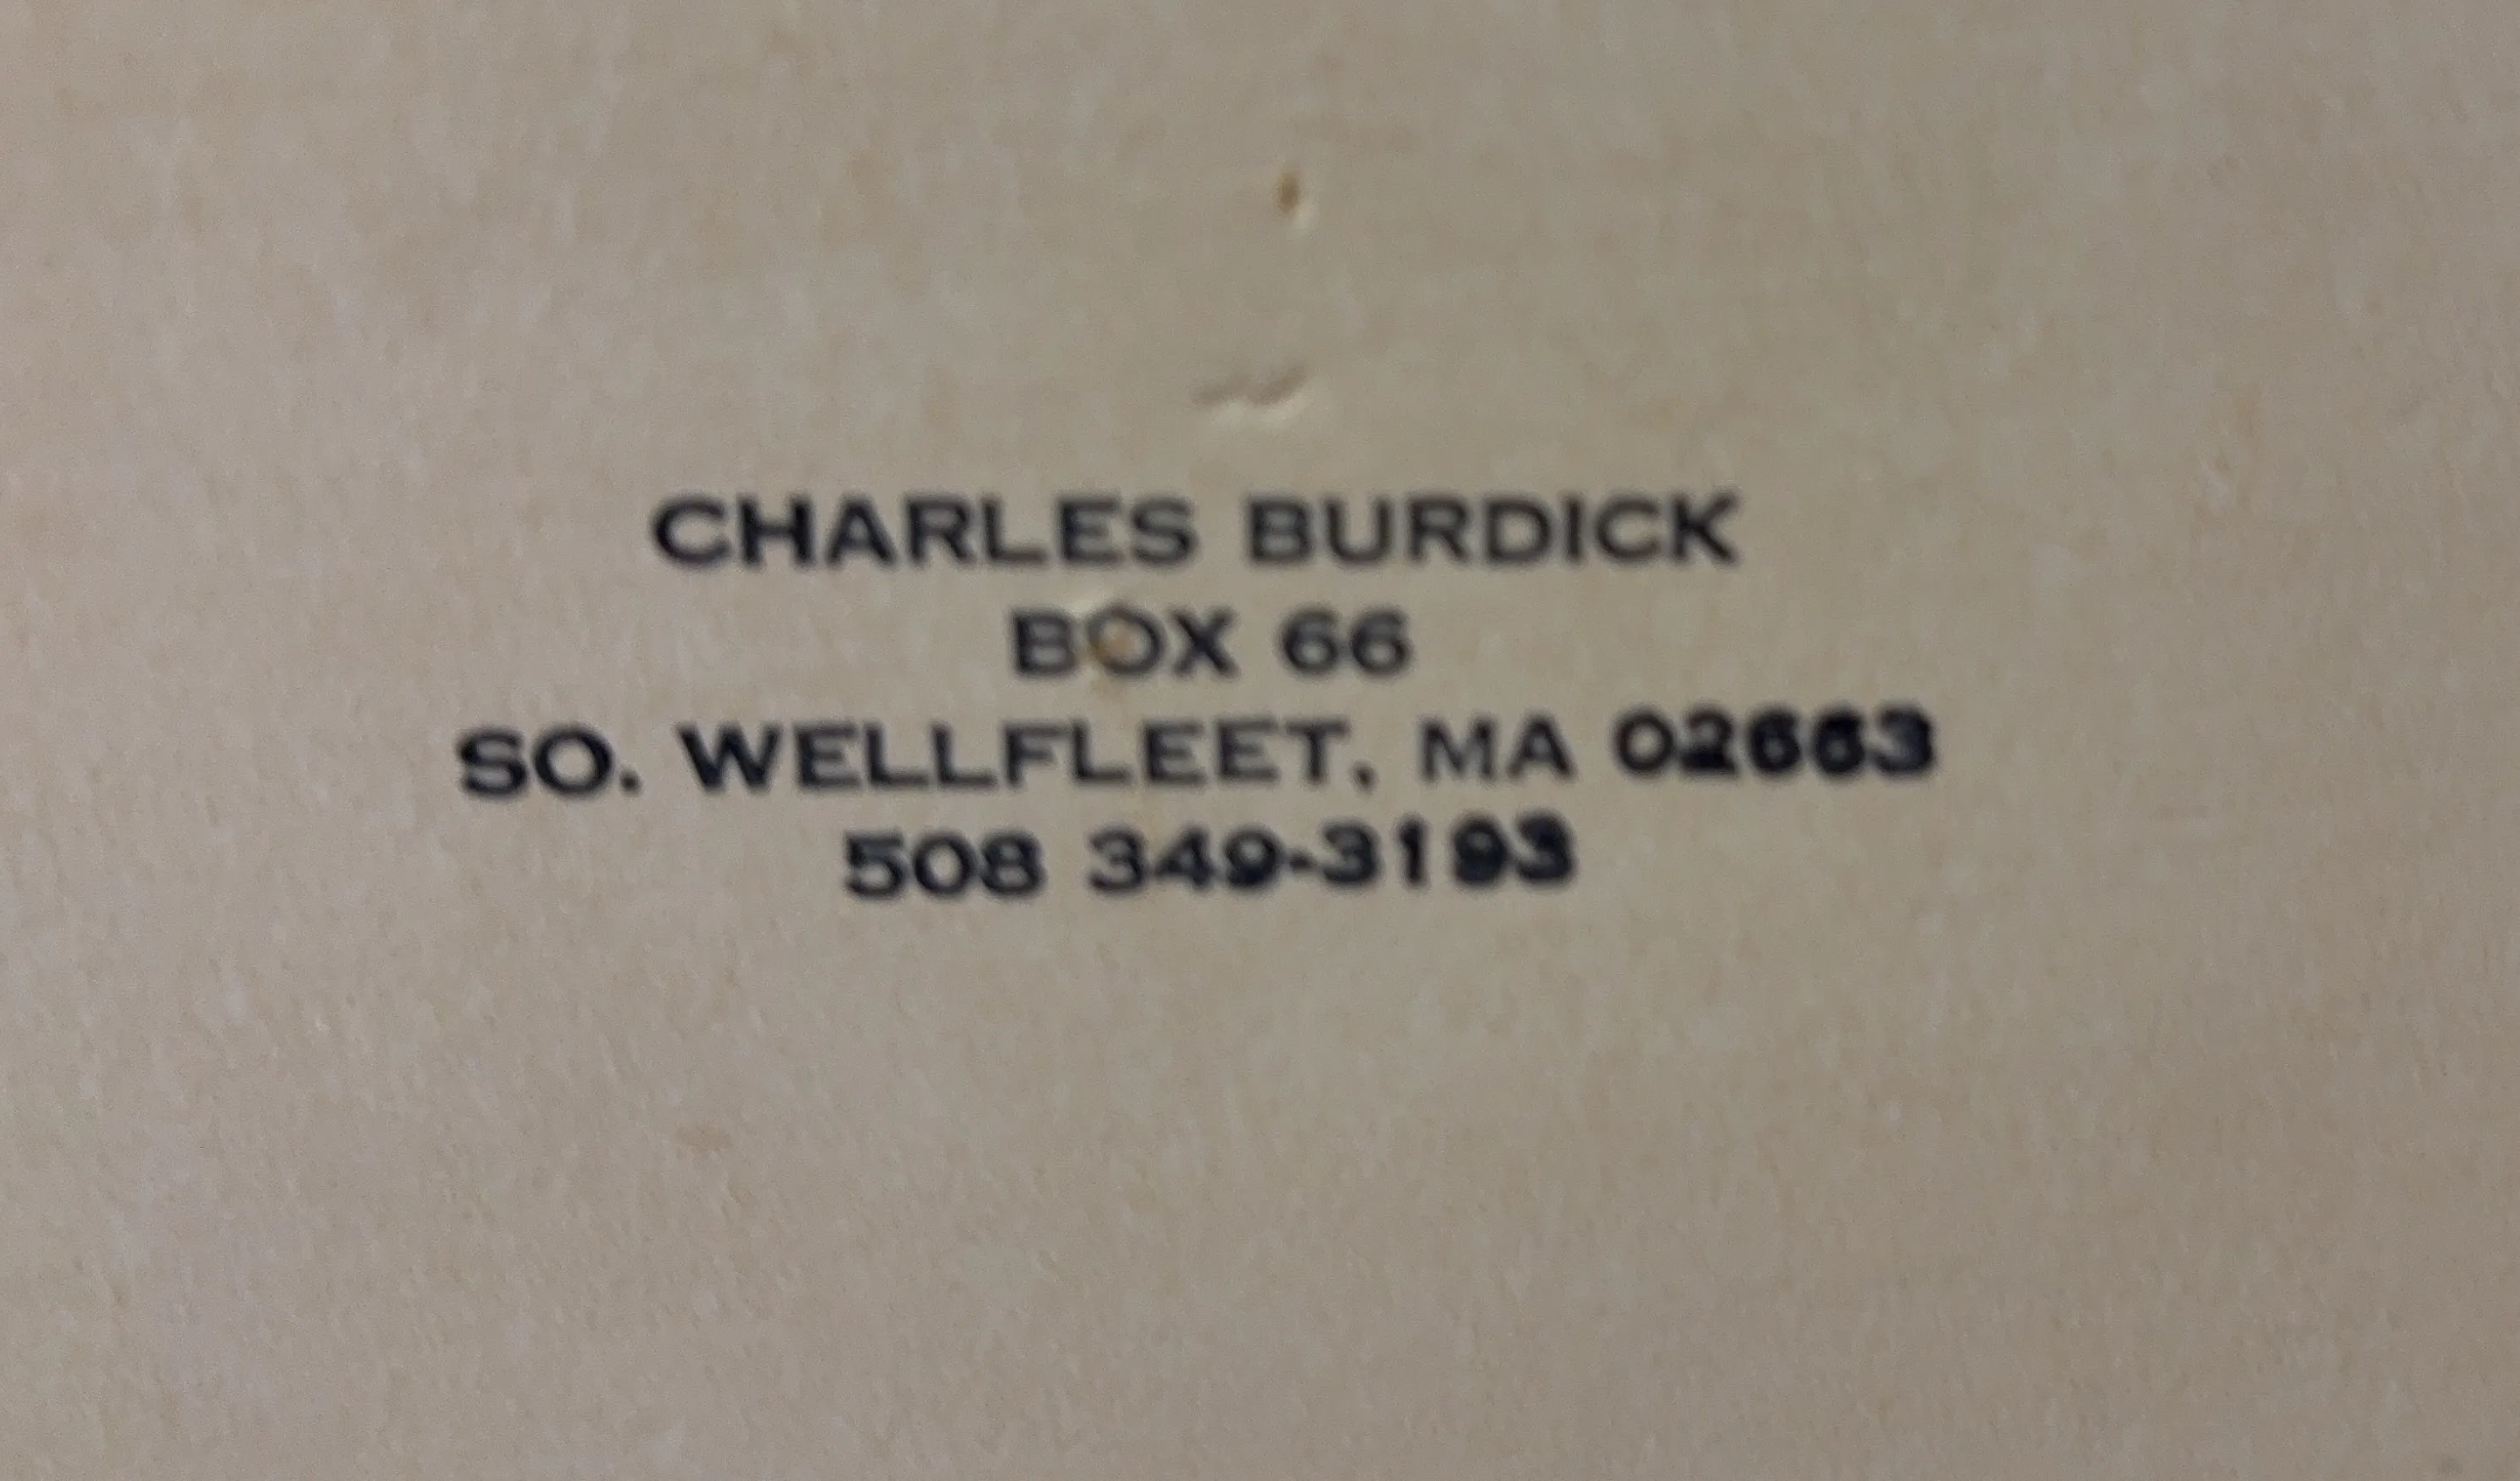 CHARLES BURDICK
BOX 66
SO. WELLFLEET, MA 02663
508 349-3193